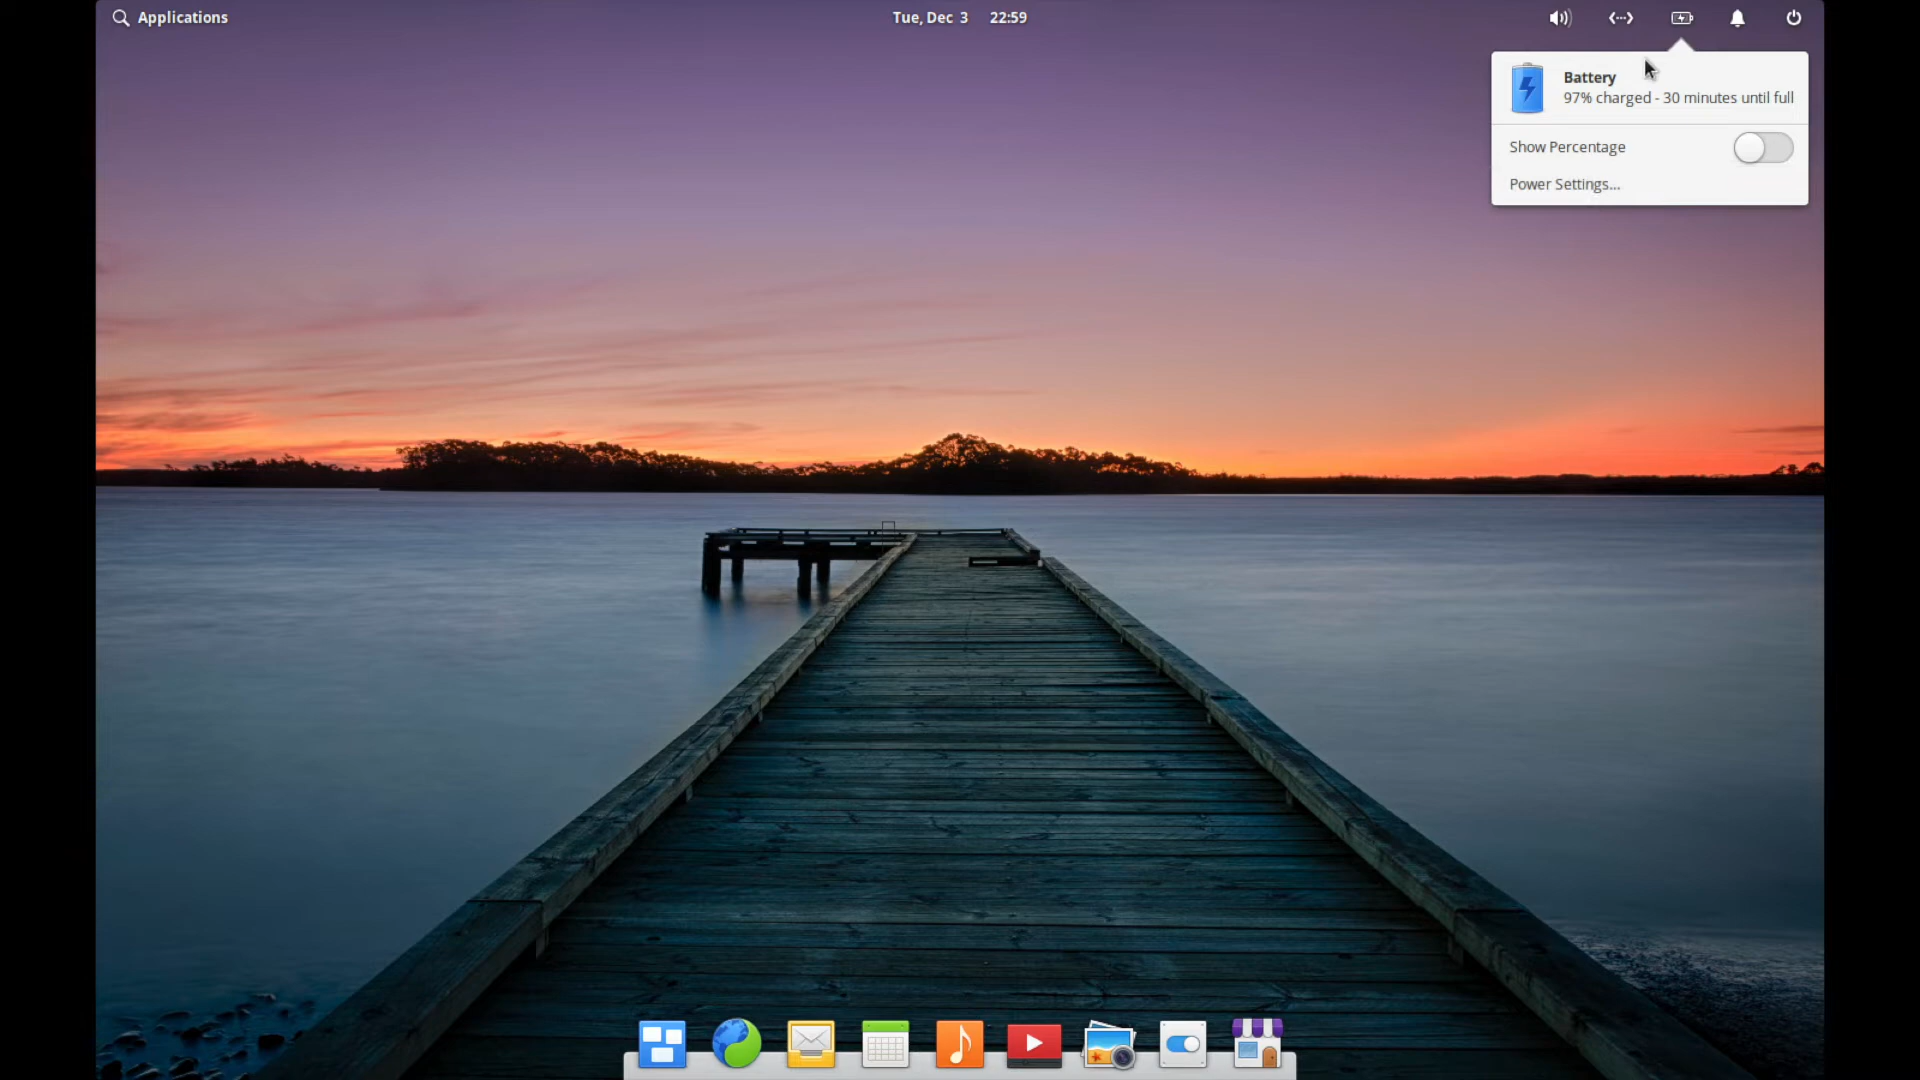 Applications
Tue, Dec 3 22:59
Battery
97% charged - 30 minutes until full
Show Percentage
Power Settings...